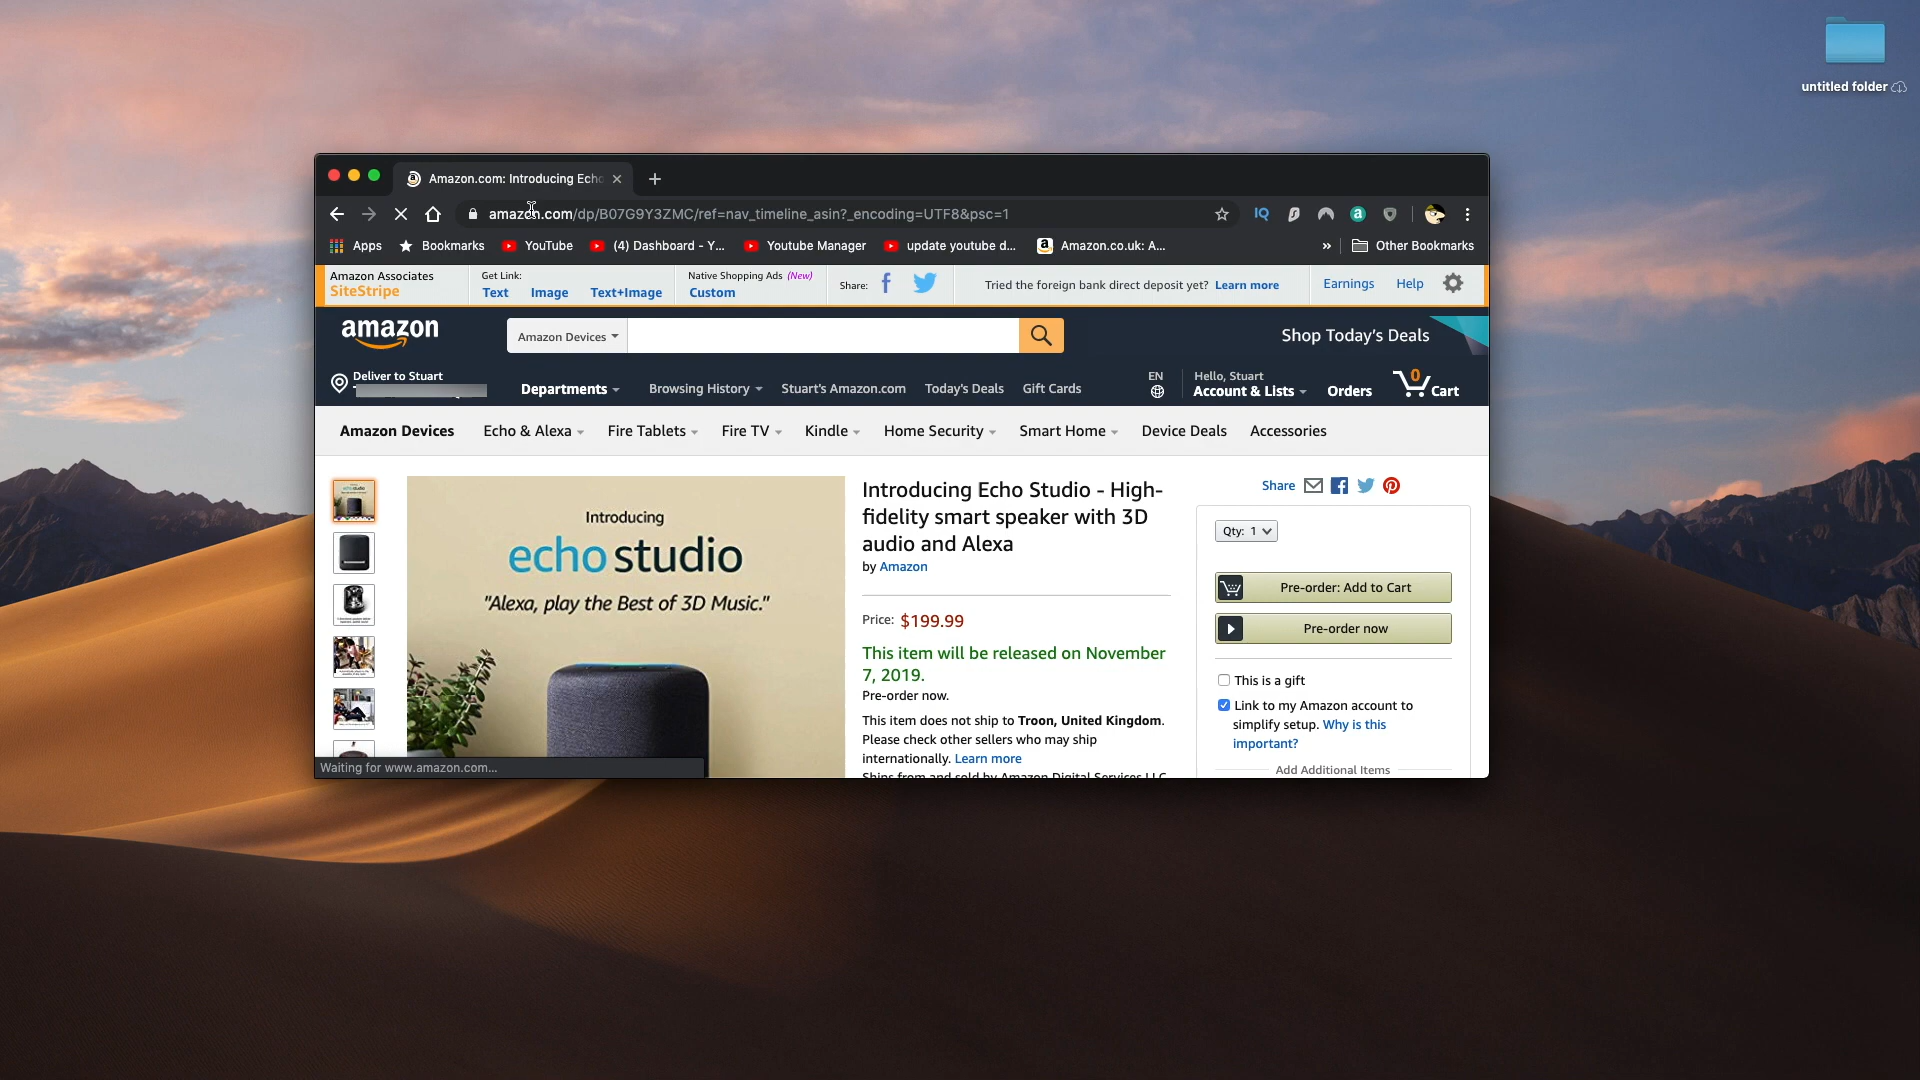 untitled folder
Amazon.com: Introducing Echo
amazon.com/dp/B07G9Y3ZMC/ref=nav_timeline_asin?_encoding=UTF8&psc=1
IQ
Apps Bookmarks YouTube (4) Dashboard - Y... Youtube Manager update youtube d... Amazon.co.uk: A... » Other Bookmarks
Amazon Associates
SiteStripe
Get Link:
Text Image Text+Image
Native Shopping Ads (New)
Custom
Share:
Tried the foreign bank direct deposit yet? Learn more
Earnings Help
amazon
Amazon Devices
Shop Today's Deals
Deliver to Stuart
Departments Browsing History Stuart's Amazon.com Today's Deals Gift Cards
EN
Hello, Stuart
Account & Lists
Orders
0
Cart
Amazon Devices Echo & Alexa Fire Tablets Fire TV Kindle Home Security Smart Home Device Deals Accessories
Introducing
echo studio
"Alexa, play the Best of 3D Music."
Introducing Echo Studio - High-
fidelity smart speaker with 3D
audio and Alexa
by Amazon
Price: $199.99
This item will be released on November
7, 2019.
Pre-order now.
This item does not ship to Troon, United Kingdom.
Please check other sellers who may ship
internationally. Learn more
Ships from and sold by Amazon Digital Services LLC
Share
Qty: 1
Pre-order: Add to Cart
Pre-order now
This is a gift
Link to my Amazon account to
simplify setup. Why is this
important?
Add Additional Items
Waiting for www.amazon.com...